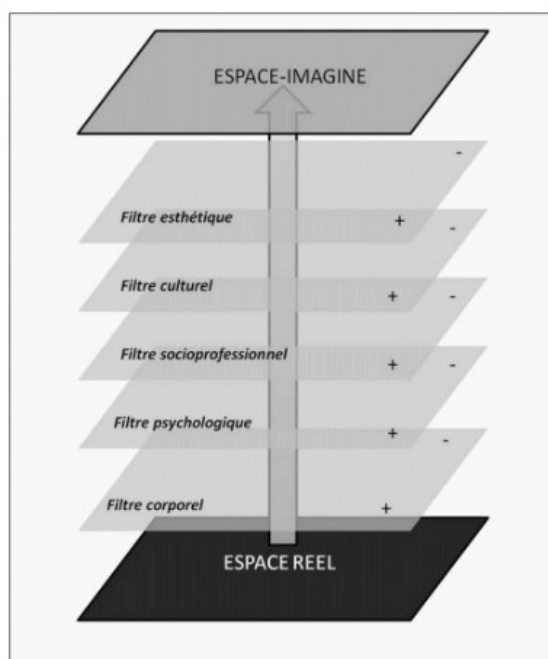 ESPACE-IMAGINE
-
Filtre esthétique + -
Filtre culturel + -
Filtre socioprofessionnel + -
Filtre psychologique + -
Filtre corporel +
ESPACE REEL